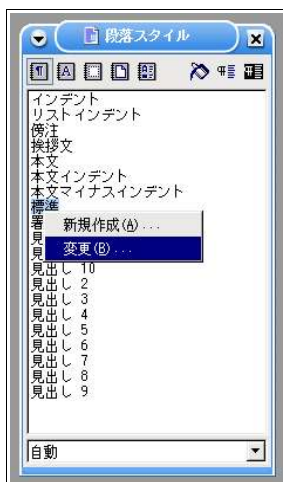 段落スタイル
インデント
リストインデント
傍注
挨拶文
本文
本文インデント
本文マイナスインデント
標準
署
新規作成(A)...
見
変更(B)...
見
見出し 10
見出し 2
見出し 3
見出し 4
見出し 5
見出し 6
見出し 7
見出し 8
見出し 9
自動